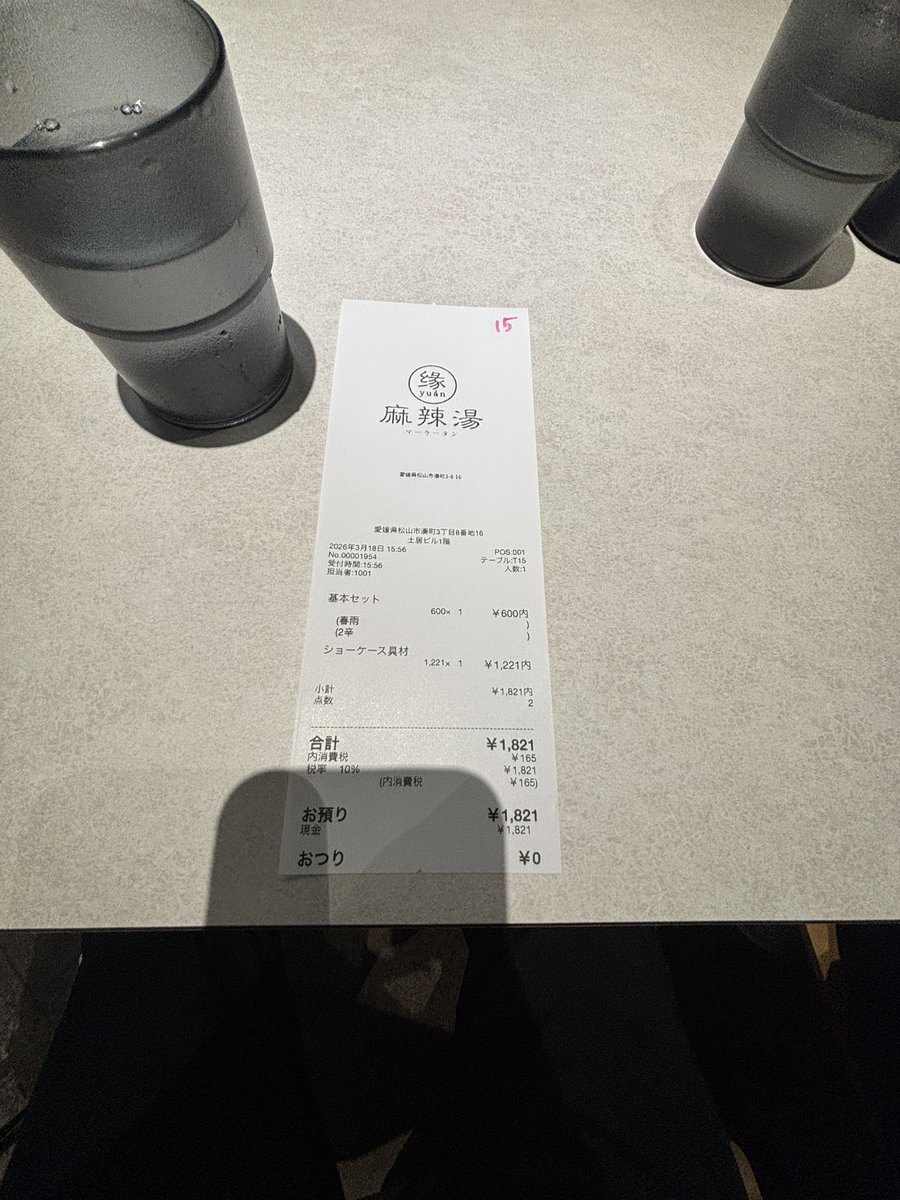 15
缘
yuán
麻辣湯
マーラータン
愛媛県松山市湊町3-8-16
愛媛県松山市湊町3丁目8番地16
土居ビル1階
2026年3月18日 15:56 POS:001
No.00001954 テーブル:T15
受付時間:15:56 人数:1
担当者:1001
基本セット
600× 1 ¥600内
(春雨 )
(2辛 )
ショーケース具材
1,221× 1 ¥1,221内
小計 ¥1,821内
点数 2
合計 ¥1,821
内消費税 ¥165
税率 10% ¥1,821
(内消費税 ¥165)
お預り ¥1,821
現金 ¥1,821
おつり ¥0